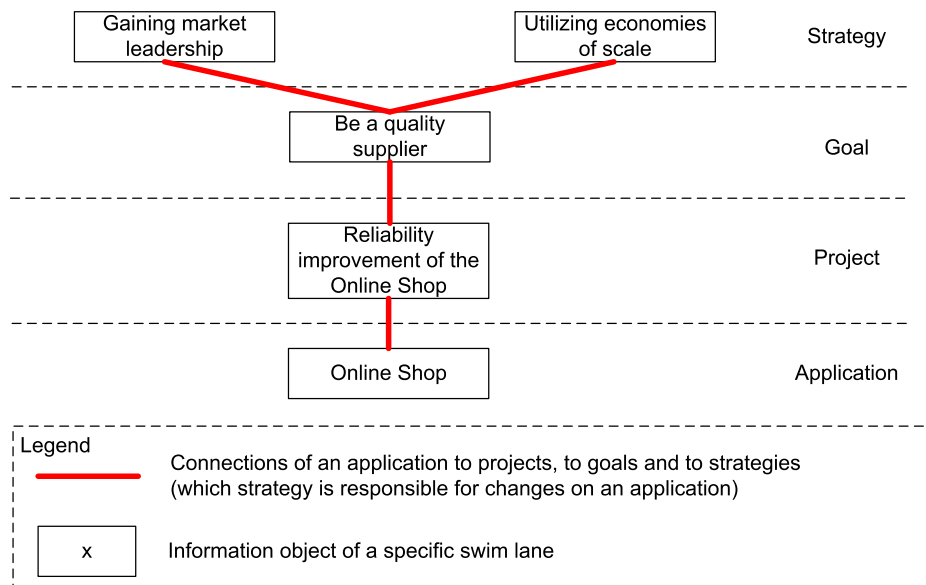 Gaining market
leadership
Utilizing economies
of scale
Strategy
Be a quality
supplier
Goal
Reliability
improvement of the
Online Shop
Project
Online Shop
Application
Legend
Connections of an application to projects, to goals and to strategies
(which strategy is responsible for changes on an application)
x
Information object of a specific swim lane